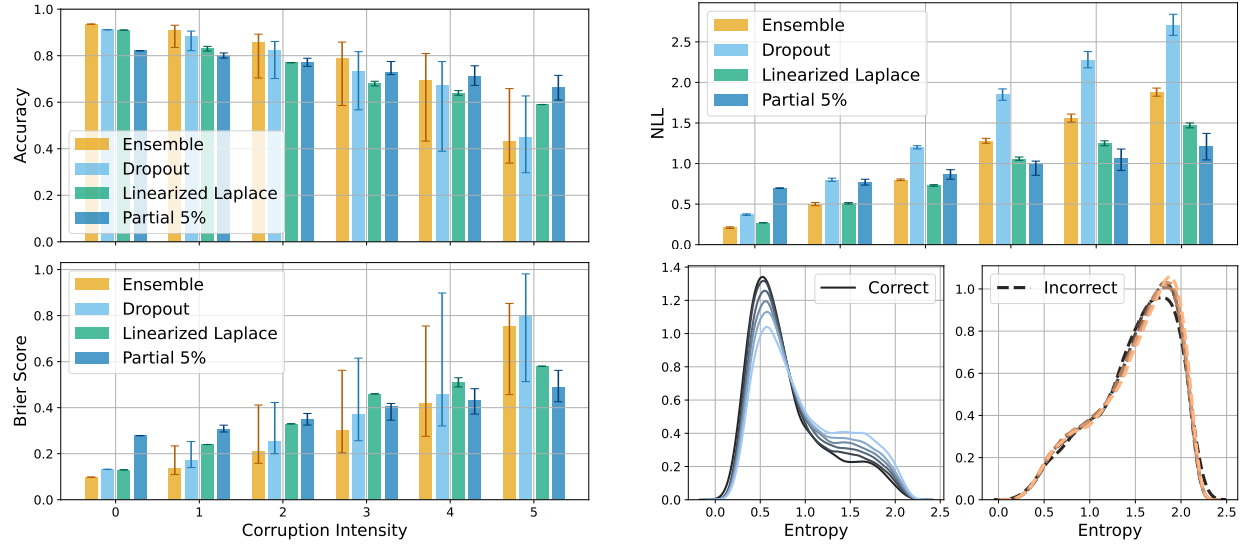 1.0
0.8
0.6
0.4
0.2
0.0
Accuracy
Ensemble
Dropout
Linearized Laplace
Partial 5%
1.0
0.8
0.6
0.4
0.2
0.0
Brier Score
Ensemble
Dropout
Linearized Laplace
Partial 5%
0 1 2 3 4 5
Corruption Intensity
2.5
2.0
1.5
1.0
0.5
0.0
NLL
Ensemble
Dropout
Linearized Laplace
Partial 5%
1.4
1.2
1.0
0.8
0.6
0.4
0.2
0.0
Correct
0.0 0.5 1.0 1.5 2.0 2.5
Entropy
1.0
0.8
0.6
0.4
0.2
0.0
Incorrect
0.0 0.5 1.0 1.5 2.0 2.5
Entropy